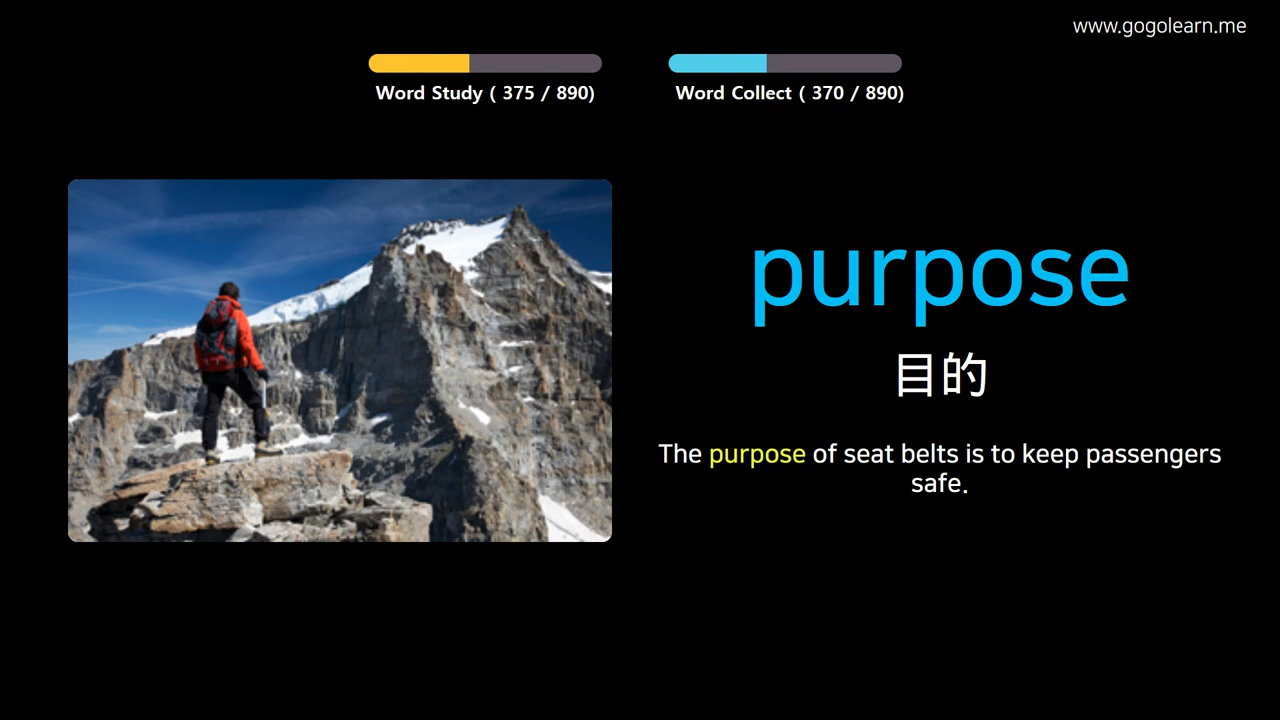 www.gogolearn.me
Word Study ( 375 / 890)
Word Collect ( 370 / 890)
purpose
目的
The purpose of seat belts is to keep passengers
safe.